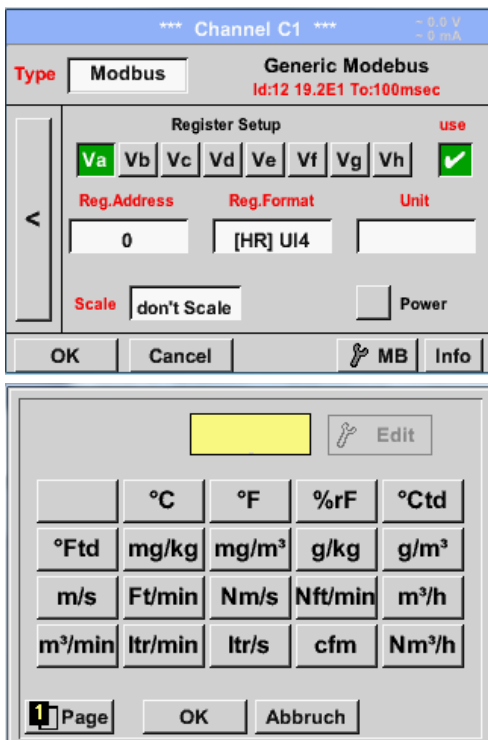 *** Channel C1 ***
~ 0.0 V
~ 0 mA
Type Modbus Generic Modebus
Id:12 19.2E1 To:100msec
Register Setup use
Va Vb Vc Vd Ve Vf Vg Vh
Reg.Address Reg.Format Unit
<
0 [HR] UI4
Scale don't Scale Power
OK Cancel MB Info
Edit
°C °F %rF °Ctd
°Ftd mg/kg mg/m³ g/kg g/m³
m/s Ft/min Nm/s Nft/min m³/h
m³/min ltr/min ltr/s cfm Nm³/h
1 Page OK Abbruch